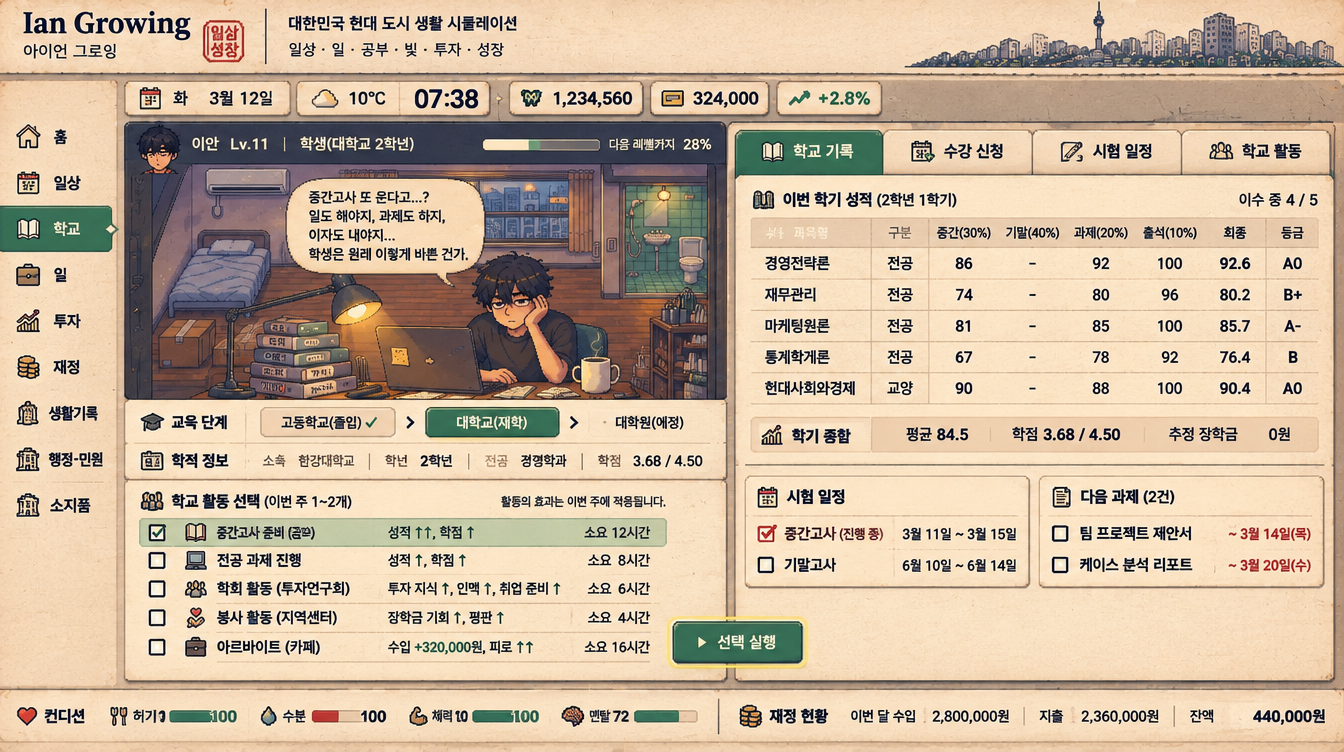 Ian Growing
아이언 그로잉
일상
성장
대한민국 현대 도시 생활 시뮬레이션
일상 · 일 · 공부 · 빚 · 투자 · 성장
화 3월 12일
10°C
07:38
1,234,560
324,000
+2.8%
홈
일상
학교
일
투자
재정
생활기록
행정-민원
소지품
이안 Lv.11 | 학생(대학교 2학년)
다음 28%
중간고사 또 온다고...?
일도 해야지, 과제도 하지,
이자도 내야지...
학생은 원래 이렇게 바쁜 건가.
교육 단계
고등학교(졸입) ✓
대학교(재학)
대학원(예정)
학적 정보
소속 한강대학교 | 학년 2학년 | 전공 경영학과 | 학점 3.68 / 4.50
학교 활동 선택 (이번 주 1~2개)
활동의 효과는 이번 주에 적용됩니다.
중간고사 준비 성적 ↑↑, 학점 ↑ 소요 12시간
전공 과제 진행 성적 ↑, 학점 ↑ 소요 8시간
학회 활동 (투자연구회) 투자 지식 ↑, 인맥 ↑, 취업 준비 ↑ 소요 6시간
봉사 활동 (지역센터) 장학금 기회 ↑, 평판 ↑ 소요 4시간
아르바이트 (카페) 수입 +320,000원, 피로 ↑↑ 소요 16시간
선택 실행
학교 기록
수강 신청
시험 일정
학교 활동
이번 학기 성적 (2학년 1학기)
이수 중 4 / 5
구분 중간(30%) 기말(40%) 과제(20%) 출석(10%) 회종 등급
경영전략론 전공 86 – 92 100 92.6 A0
재무관리 전공 74 – 80 96 80.2 B+
마케팅원론 전공 81 – 85 100 85.7 A-
통계학게론 전공 67 – 78 92 76.4 B
현대사회와경제 교양 90 – 88 100 90.4 A0
학기 종합
평균 84.5
학점 3.68 / 4.50
추정 장학금 0원
시험 일정
중간고사 (진행 중) 3월 11일 ~ 3월 15일
기말고사 6월 10일 ~ 6월 14일
다음 과제 (2건)
팀 프로젝트 제안서 ~ 3월 14일(목)
케이스 분석 리포트 ~ 3월 20일(수)
컨디션
허기 100
수분 100
체력 100
멘탈 72
재정 현황
이번 달 수입 2,800,000원
지출 2,360,000원
잔액 440,000원